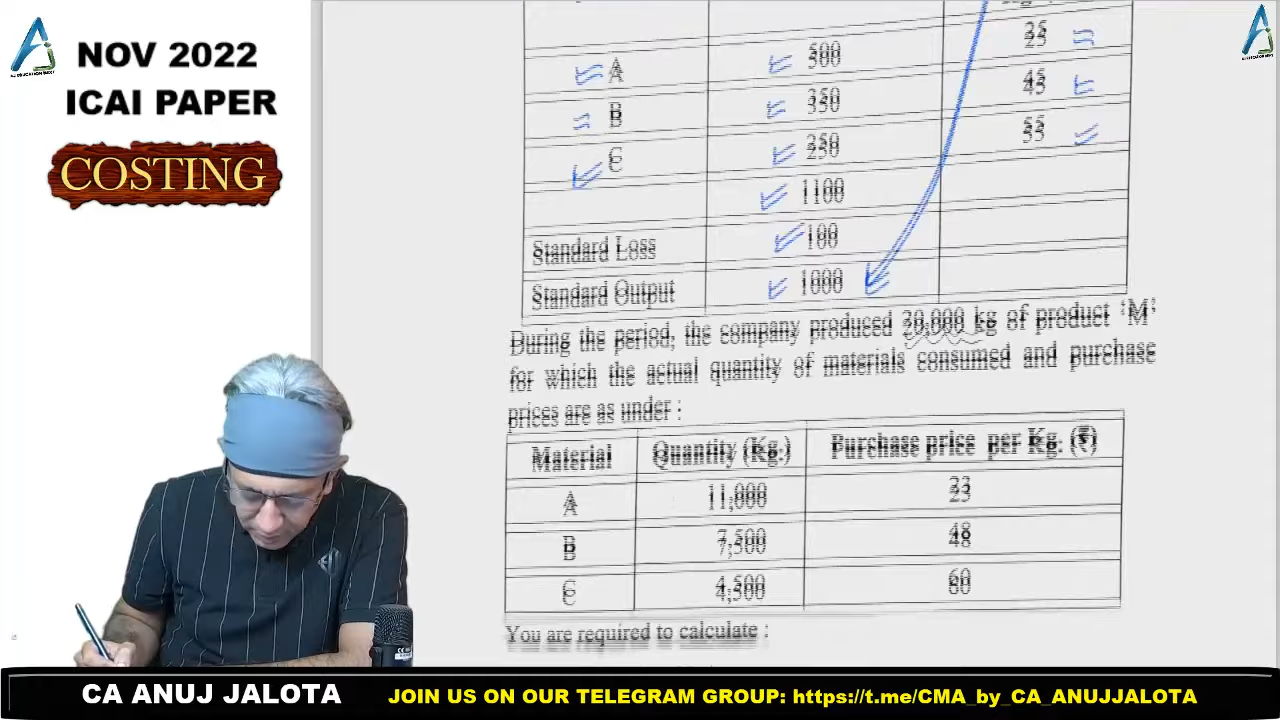 NOV 2022
ICAI PAPER
COSTING
A 500 25
B 350 45
C 250 55
1100
Standard Loss 100
Standard Output 1000
During the period, the company produced 20,000 kg of product 'M'
for which the actual quantity of materials consumed and purchase
prices are as under :
Material Quantity (Kg.) Purchase price per Kg. (₹)
A 11,000 23
B 7,500 48
C 4,500 60
You are required to calculate :
CA ANUJ JALOTA JOIN US ON OUR TELEGRAM GROUP: https://t.me/CMA_by_CA_ANUJJALOTA